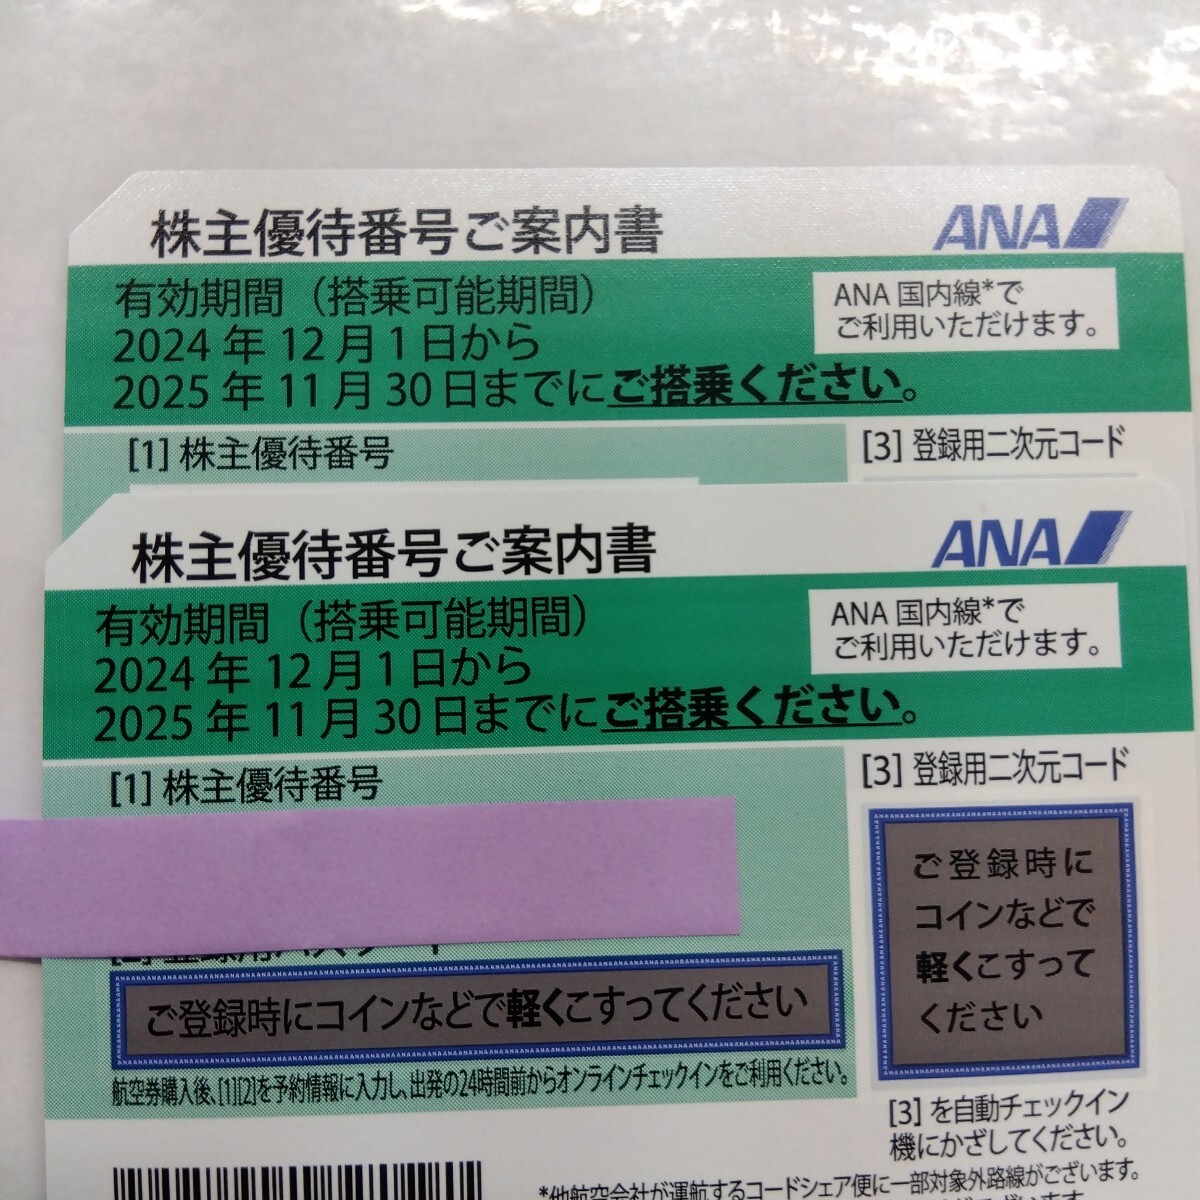 株主優待番号ご案内書
ANA
有効期間（搭乗可能期間）
2024年12月1日から
2025年11月30日までにご搭乗ください。
ANA国内線*で
ご利用いただけます。
[1] 株主優待番号
[3] 登録用二次元コード
株主優待番号ご案内書
ANA
有効期間（搭乗可能期間）
2024年12月1日から
2025年11月30日までにご搭乗ください。
ANA国内線*で
ご利用いただけます。
[1] 株主優待番号
[3] 登録用二次元コード
ご登録時に
コインなどで
軽くこすって
ください
ご登録時にコインなどで軽くこすってください
航空券購入後、[1][2]を予約情報に入力し、出発の24時間前からオンラインチェックインをご利用ください。
[3] を自動チェックイン
機にかざしてください。
*他航空会社が運航するコードシェア便に一部対象外路線がございます。